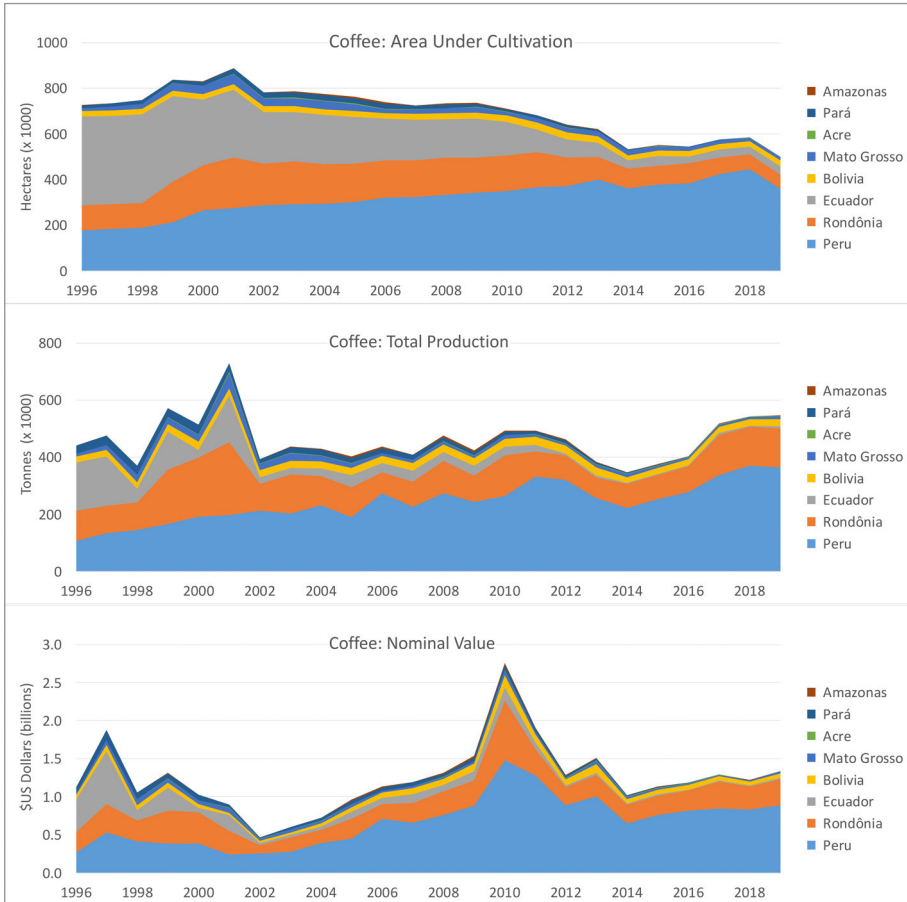 Coffee: Area Under Cultivation
Hectares (x 1000)
1000
800
600
400
200
0
1996 1998 2000 2002 2004 2006 2008 2010 2012 2014 2016 2018
Amazonas
Pará
Acre
Mato Grosso
Bolivia
Ecuador
Rondônia
Peru
Coffee: Total Production
Tonnes (x 1000)
800
600
400
200
0
1996 1998 2000 2002 2004 2006 2008 2010 2012 2014 2016 2018
Amazonas
Pará
Acre
Mato Grosso
Bolivia
Ecuador
Rondônia
Peru
Coffee: Nominal Value
$US Dollars (billions)
3.0
2.5
2.0
1.5
1.0
0.5
0.0
1996 1998 2000 2002 2004 2006 2008 2010 2012 2014 2016 2018
Amazonas
Pará
Acre
Mato Grosso
Bolivia
Ecuador
Rondônia
Peru